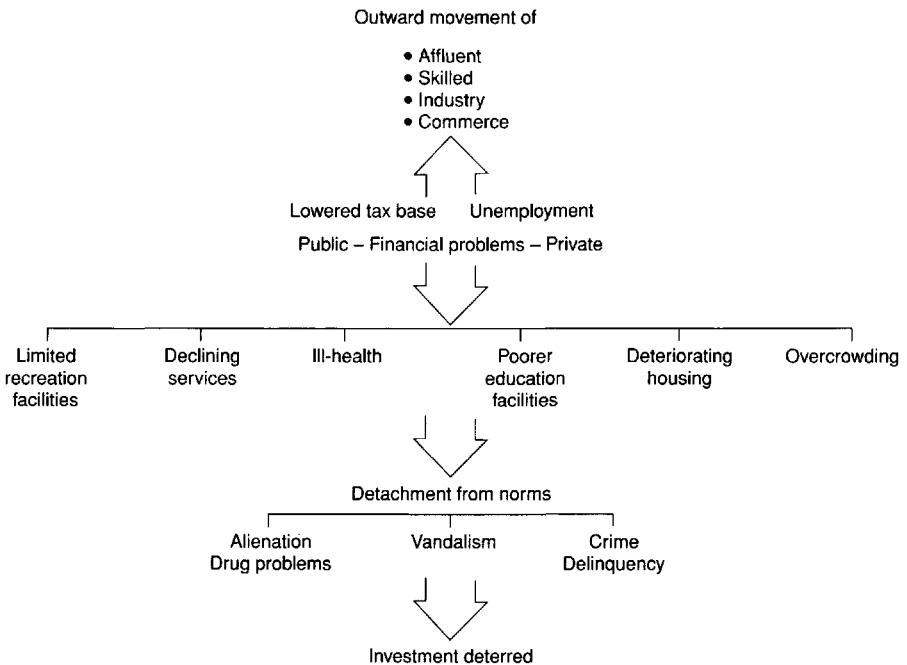 Outward movement of
• Affluent
• Skilled
• Industry
• Commerce
Lowered tax base Unemployment
Public – Financial problems – Private
Limited
recreation
facilities
Declining
services
Ill-health
Poorer
education
facilities
Deteriorating
housing
Overcrowding
Detachment from norms
Alienation
Drug problems
Vandalism
Crime
Delinquency
Investment deterred